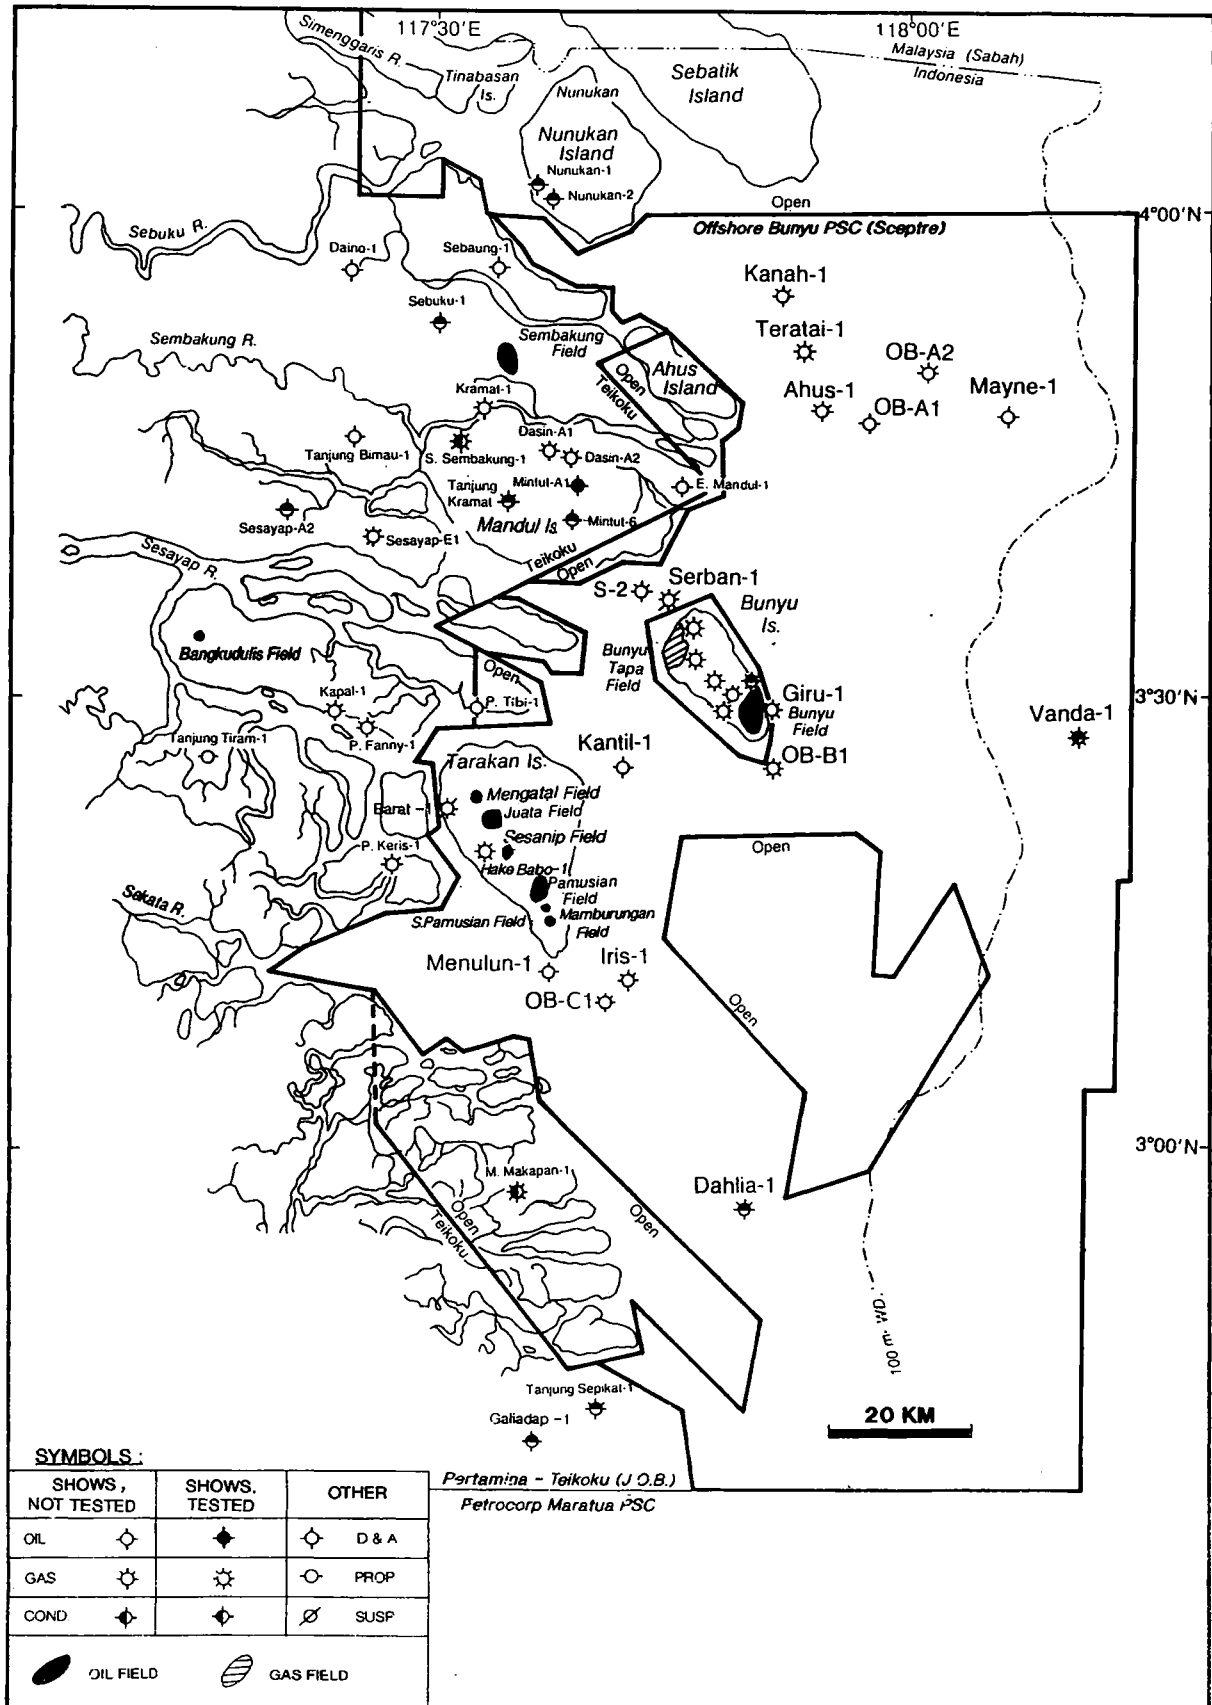 117°30'E
118°00'E
Simenggaris R.
Malaysia (Sabah)
Indonesia
Tinabasan
Is.
Nunukan
Sebatik
Island
Nunukan
Island
Nunukan-1
Nunukan-2
Open
4°00'N
Sebuku R.
Offshore Bunyu PSC (Sceptre)
Daino-1
Sebaung-1
Kanah-1
Sebuku-1
Teratai-1
Sembakung R.
Sembakung
Field
OB-A2
Open
Teikoku
Ahus
Island
Kramat-1
Ahus-1
OB-A1
Mayne-1
Tanjung Bimau-1
S. Sembakung-1
Dasin-A1
Dasin-A2
Mintut-A1
E. Mandul-1
Tanjung
Kramat
Sesayap-A2
Mandul Is.
Mintut-6
Sesayap-E1
Sesayap R.
Teikoku
Open
S-2
Serban-1
Bunyu
Is.
Bangkudulis Field
Bunyu
Tapa
Field
Open
Kapal-1
P. Tibi-1
Giru-1
Bunyu
Field
3°30'N
Vanda-1
P. Fanny-1
Tanjung Tiram-1
Kantil-1
OB-B1
Tarakan Is.
Mengatal Field
Barat -1
Juata Field
Sesanip Field
Open
P. Keris-1
Hake Babo-1
Pamusian
Field
Sekata R.
S.Pamusian Field
Mamburungan
Field
Menulun-1
Iris-1
OB-C1
Open
3°00'N
M. Makapan-1
Dahlia-1
Open
Teikoku
Open
100 m- WD.
Tanjung Sepikat-1
Galiadap -1
20 KM
SYMBOLS :
Pertamina - Teikoku (J.O.B.)
Petrocorp Maratua PSC
SHOWS,
NOT TESTED
SHOWS.
TESTED
OTHER
OIL
D & A
GAS
PROP
COND
SUSP
OIL FIELD
GAS FIELD